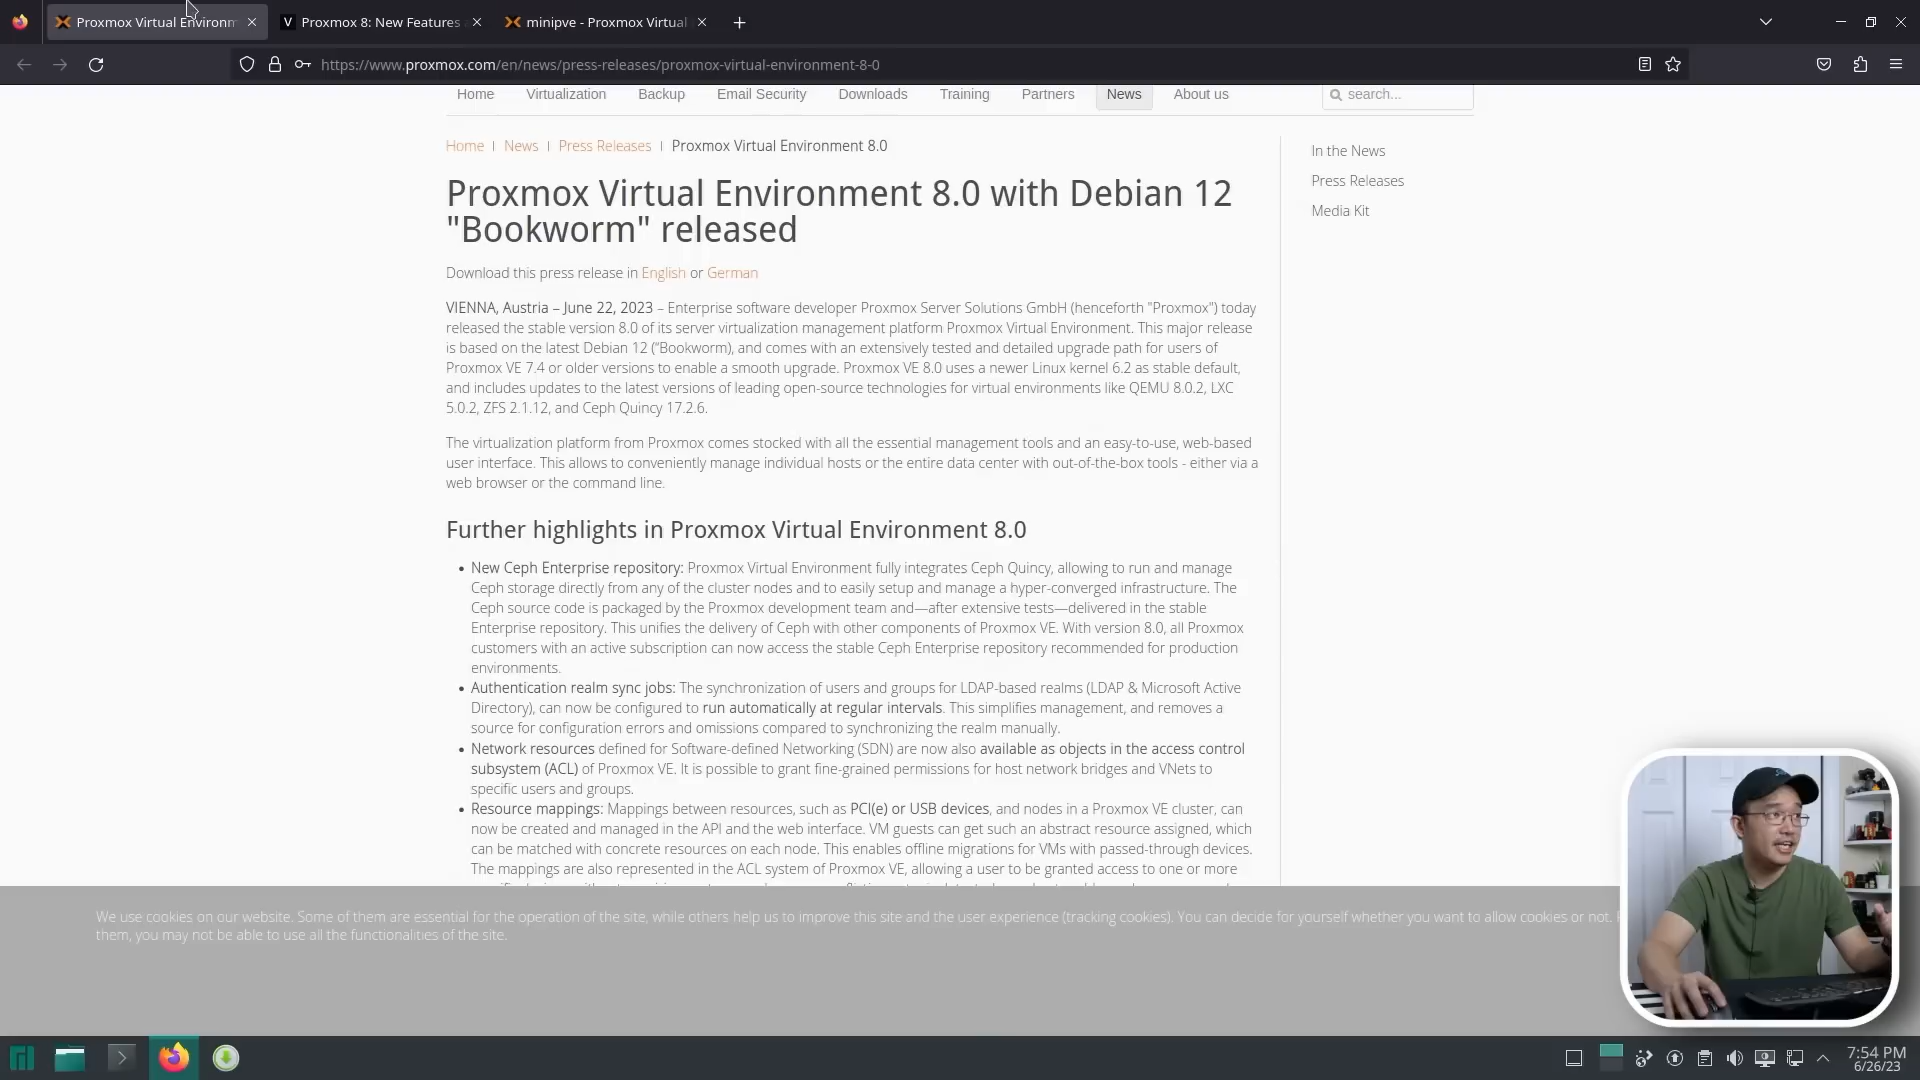 Proxmox Virtual Environm
Proxmox 8: New Features
minipve - Proxmox Virtual
https://www.proxmox.com/en/news/press-releases/proxmox-virtual-environment-8-0
Home Virtualization Backup Email Security Downloads Training Partners News About us search...
Home | News | Press Releases | Proxmox Virtual Environment 8.0
In the News
Press Releases
Media Kit
Proxmox Virtual Environment 8.0 with Debian 12
"Bookworm" released
Download this press release in English or German
VIENNA, Austria – June 22, 2023 – Enterprise software developer Proxmox Server Solutions GmbH (henceforth "Proxmox") today
released the stable version 8.0 of its server virtualization management platform Proxmox Virtual Environment. This major release
is based on the latest Debian 12 ("Bookworm), and comes with an extensively tested and detailed upgrade path for users of
Proxmox VE 7.4 or older versions to enable a smooth upgrade. Proxmox VE 8.0 uses a newer Linux kernel 6.2 as stable default,
and includes updates to the latest versions of leading open-source technologies for virtual environments like QEMU 8.0.2, LXC
5.0.2, ZFS 2.1.12, and Ceph Quincy 17.2.6.
The virtualization platform from Proxmox comes stocked with all the essential management tools and an easy-to-use, web-based
user interface. This allows to conveniently manage individual hosts or the entire data center with out-of-the-box tools - either via a
web browser or the command line.
Further highlights in Proxmox Virtual Environment 8.0
• New Ceph Enterprise repository: Proxmox Virtual Environment fully integrates Ceph Quincy, allowing to run and manage
Ceph storage directly from any of the cluster nodes and to easily setup and manage a hyper-converged infrastructure. The
Ceph source code is packaged by the Proxmox development team and—after extensive tests—delivered in the stable
Enterprise repository. This unifies the delivery of Ceph with other components of Proxmox VE. With version 8.0, all Proxmox
customers with an active subscription can now access the stable Ceph Enterprise repository recommended for production
environments.
• Authentication realm sync jobs: The synchronization of users and groups for LDAP-based realms (LDAP & Microsoft Active
Directory), can now be configured to run automatically at regular intervals. This simplifies management, and removes a
source for configuration errors and omissions compared to synchronizing the realm manually.
• Network resources defined for Software-defined Networking (SDN) are now also available as objects in the access control
subsystem (ACL) of Proxmox VE. It is possible to grant fine-grained permissions for host network bridges and VNets to
specific users and groups.
• Resource mappings: Mappings between resources, such as PCI(e) or USB devices, and nodes in a Proxmox VE cluster, can
now be created and managed in the API and the web interface. VM guests can get such an abstract resource assigned, which
can be matched with concrete resources on each node. This enables offline migrations for VMs with passed-through devices.
The mappings are also represented in the ACL system of Proxmox VE, allowing a user to be granted access to one or more
We use cookies on our website. Some of them are essential for the operation of the site, while others help us to improve this site and the user experience (tracking cookies). You can decide for yourself whether you want to allow cookies or not.
them, you may not be able to use all the functionalities of the site.
7:54 PM
6/26/23